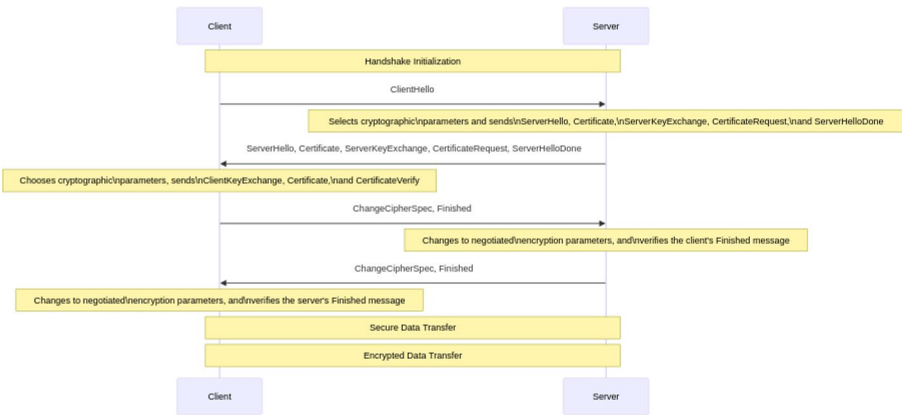 Client Server
Handshake Initialization
ClientHello
Selects cryptographic\nparameters and sends\nServerHello, Certificate,\nServerKeyExchange, CertificateRequest,\nand ServerHelloDone
ServerHello, Certificate, ServerKeyExchange, CertificateRequest, ServerHelloDone
Chooses cryptographic\nparameters, sends\nClientKeyExchange, Certificate,\nand CertificateVerify
ChangeCipherSpec, Finished
Changes to negotiated\nencryption parameters, and\nverifies the client's Finished message
ChangeCipherSpec, Finished
Changes to negotiated\nencryption parameters, and\nverifies the server's Finished message
Secure Data Transfer
Encrypted Data Transfer
Client Server